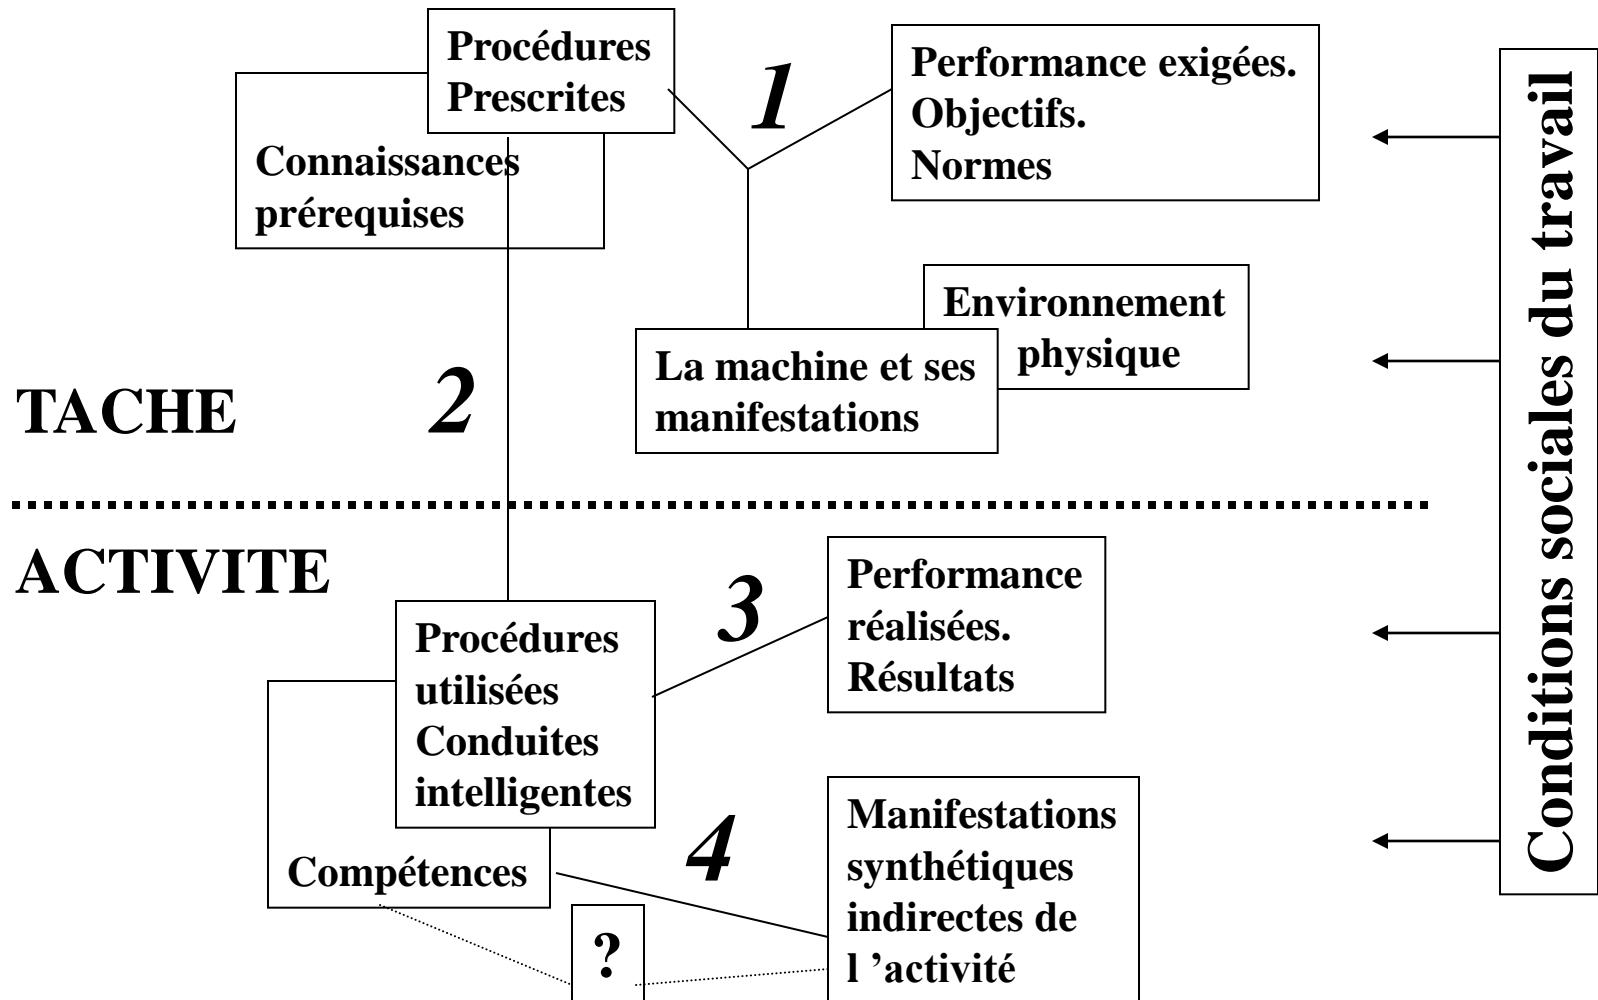 Procédures
Prescrites
1
Performance exigées.
Objectifs.
Normes
Connaissances
prérequises
Environnement
physique
La machine et ses
manifestations
TACHE
2
ACTIVITE
Procédures
utilisées
Conduites
intelligentes
3
Performance
réalisées.
Résultats
Compétences
4
Manifestations
synthétiques
indirectes de
l ’activité
?
Conditions sociales du travail